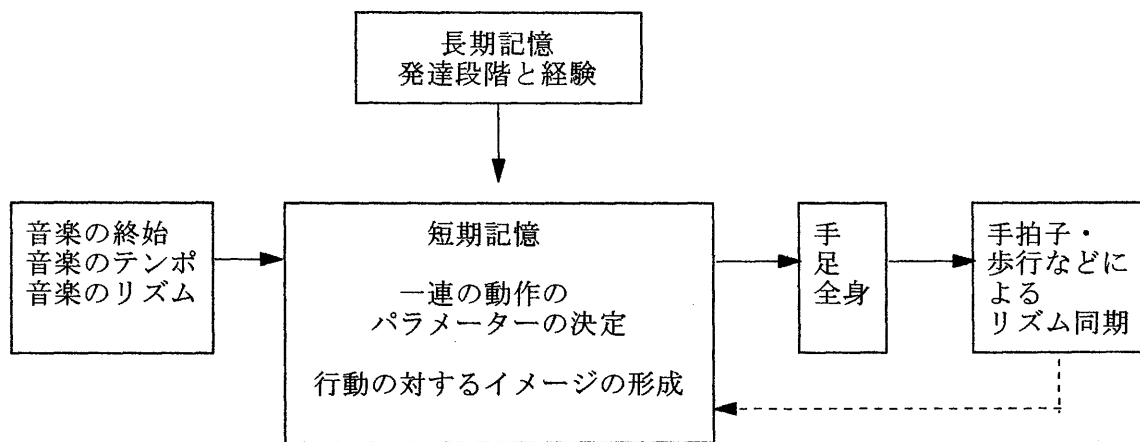 長期記憶
発達段階と経験
音楽の終始
音楽のテンポ
音楽のリズム
短期記憶
一連の動作の
パラメーターの決定
行動の対するイメージの形成
手
足
全身
手拍子・
歩行などに
よる
リズム同期